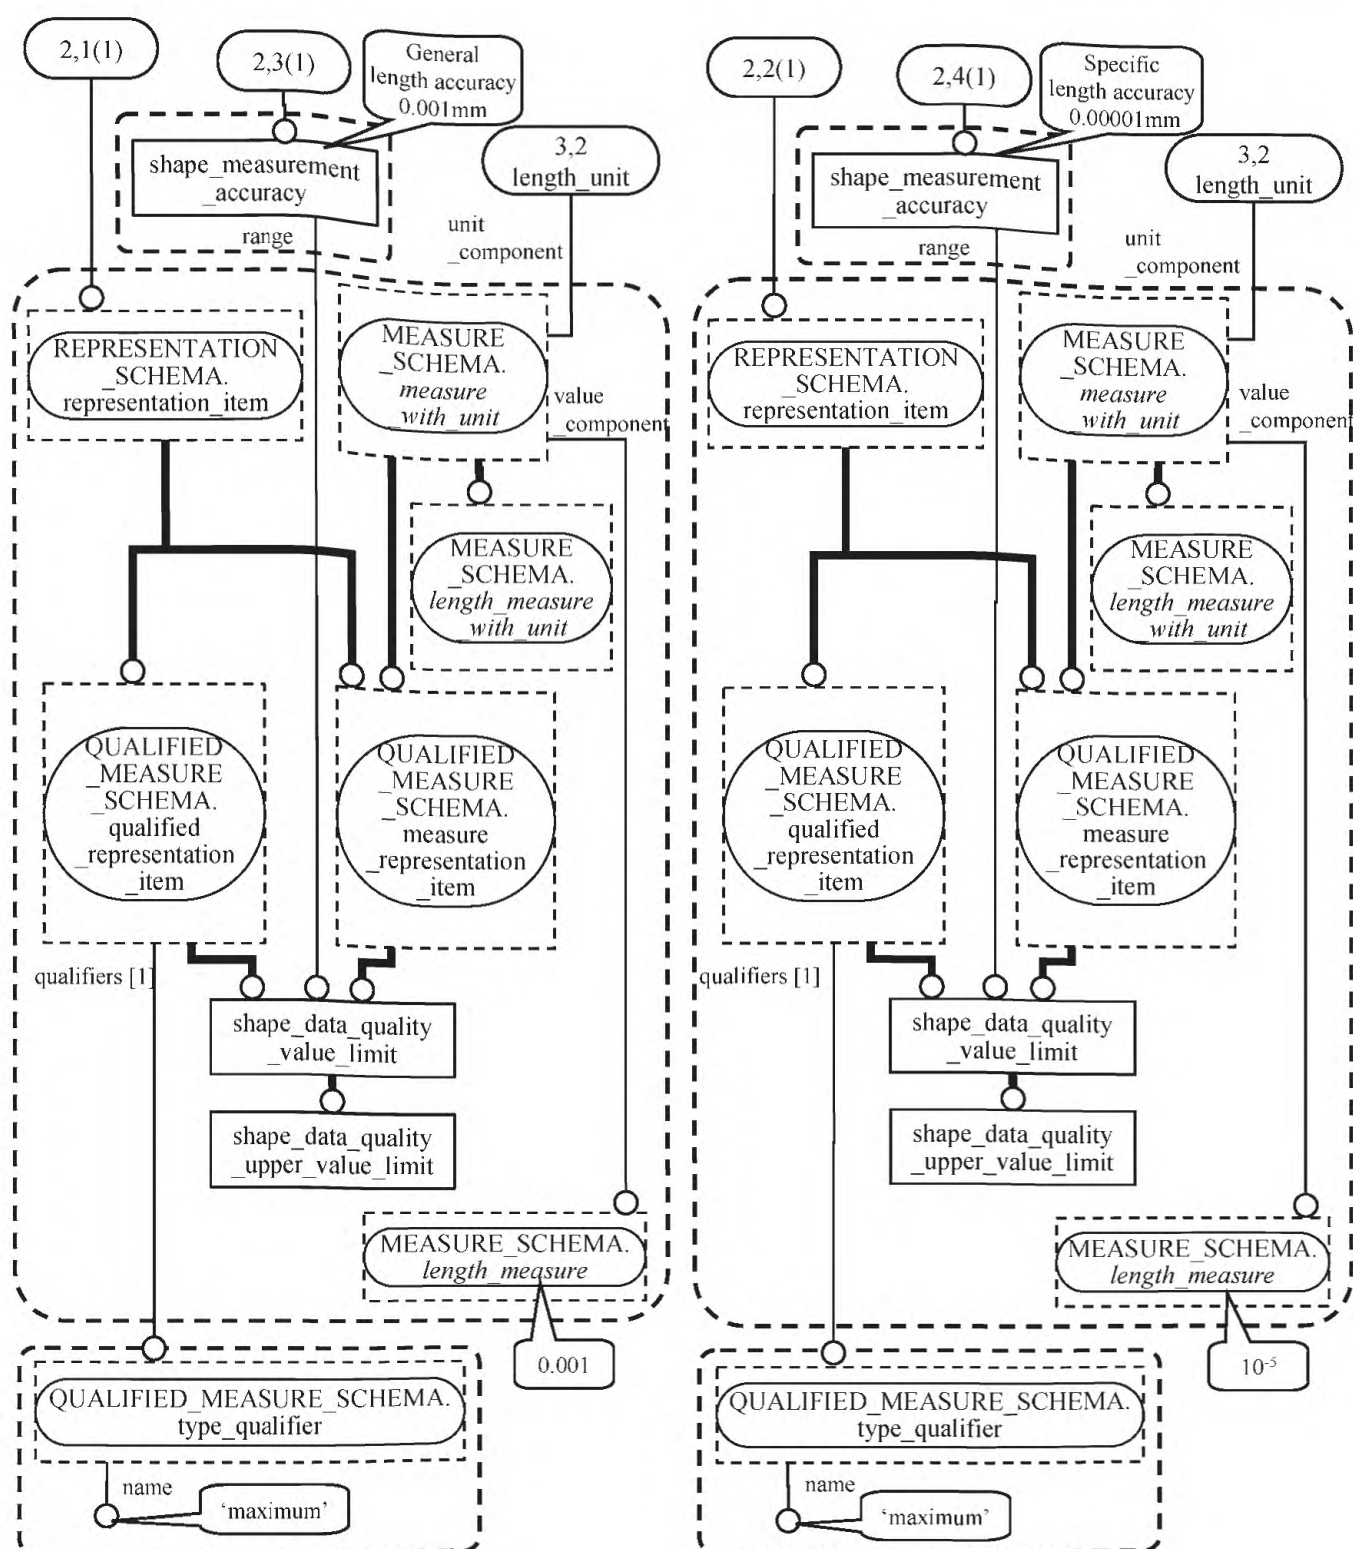 2,1(1)
2,3(1)
General
length accuracy
0.001mm
3,2
length_unit
shape_measurement
_accuracy
range
unit
_component
REPRESENTATION
_SCHEMA.
representation_item
MEASURE
_SCHEMA.
measure
_with_unit
value
_component
MEASURE
_SCHEMA.
length_measure
_with_unit
QUALIFIED
_MEASURE
_SCHEMA.
qualified
_representation
_item
QUALIFIED
_MEASURE
_SCHEMA.
measure
_representation
_item
qualifiers [1]
shape_data_quality
_value_limit
shape_data_quality
_upper_value_limit
MEASURE_SCHEMA.
length_measure
0.001
QUALIFIED_MEASURE_SCHEMA.
type_qualifier
name
‘maximum’
2,2(1)
2,4(1)
Specific
length accuracy
0.00001mm
3,2
length_unit
shape_measurement
_accuracy
range
unit
_component
REPRESENTATION
_SCHEMA.
representation_item
MEASURE
_SCHEMA.
measure
_with_unit
value
_component
MEASURE
_SCHEMA.
length_measure
_with_unit
QUALIFIED
_MEASURE
_SCHEMA.
qualified
_representation
_item
QUALIFIED
_MEASURE
_SCHEMA.
measure
_representation
_item
qualifiers [1]
shape_data_quality
_value_limit
shape_data_quality
_upper_value_limit
MEASURE_SCHEMA.
length_measure
10⁻⁵
QUALIFIED_MEASURE_SCHEMA.
type_qualifier
name
‘maximum’